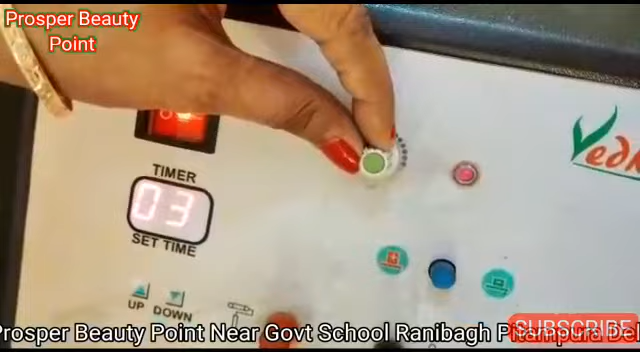 Prosper Beauty
Point
TIMER
03
SET TIME
UP DOWN
Prosper Beauty Point Near Govt School Ranibagh Pitampura Del
SUBSCRIBE